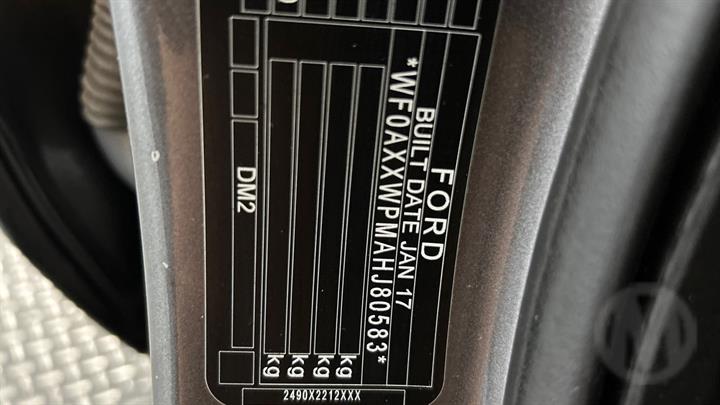 FORD
BUILT DATE JAN 17
*WF0AXXWPMAHJ80583*
kg
kg
kg
kg
DM2
2490X2212XXX
M